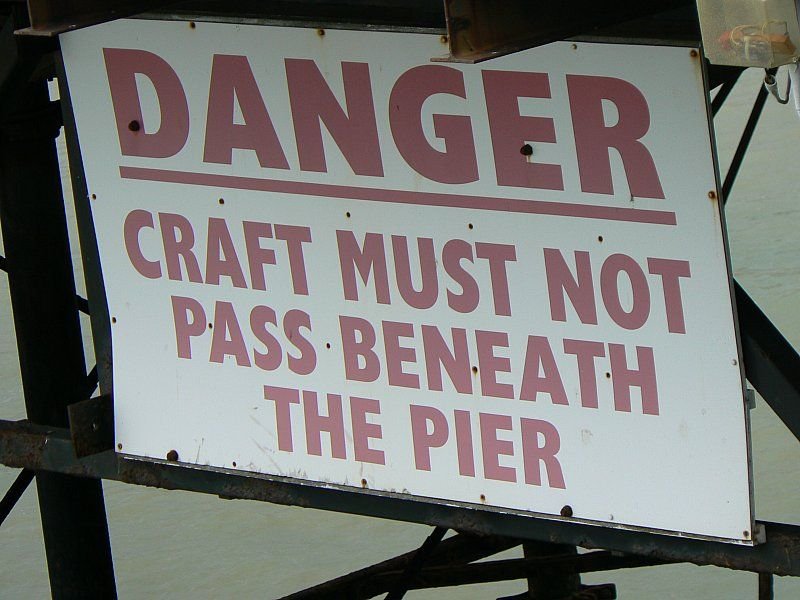 DANGER
CRAFT MUST NOT
PASS BENEATH
THE PIER